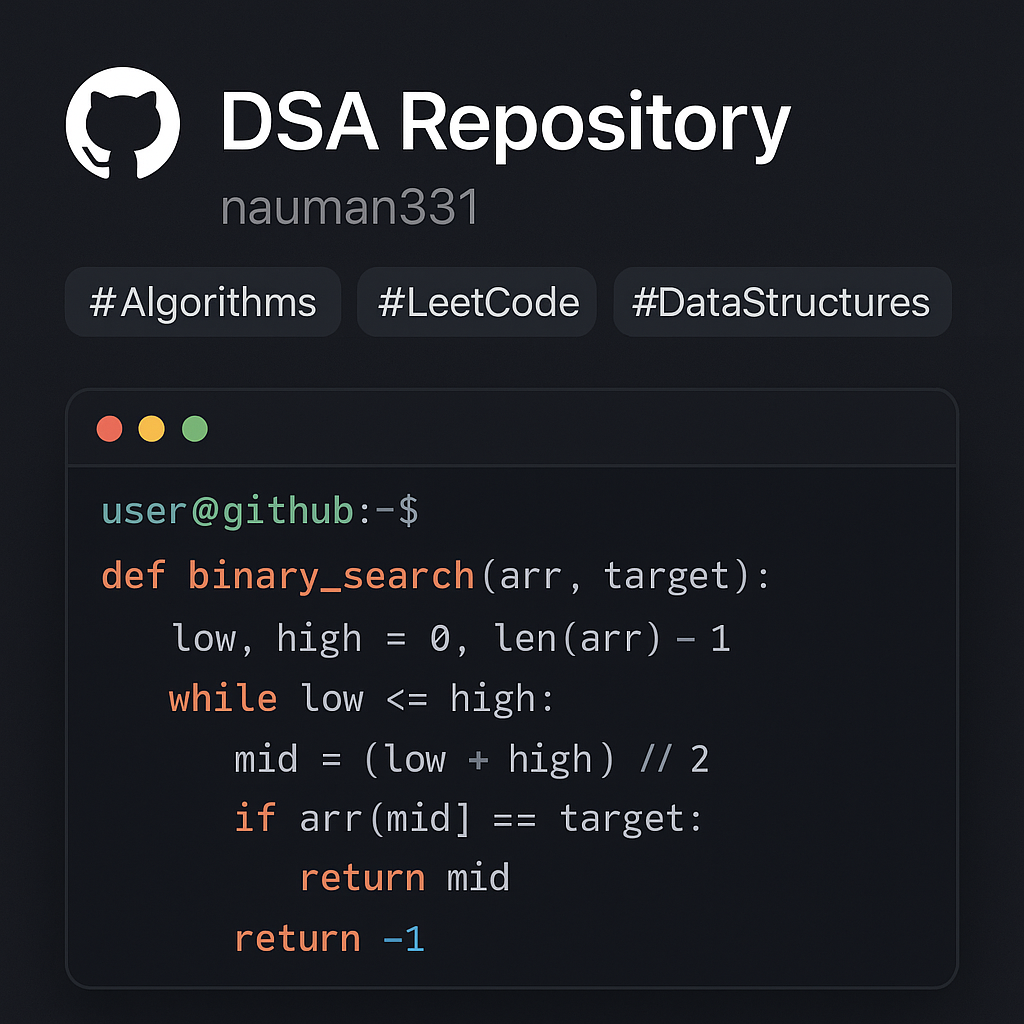 DSA Repository
nauman331
#Algorithms #LeetCode #DataStructures
user@github:−$
def binary_search(arr, target):
    low, high = 0, len(arr) − 1
    while low <= high:
        mid = (low + high) // 2
        if arr(mid] == target:
            return mid
        return −1